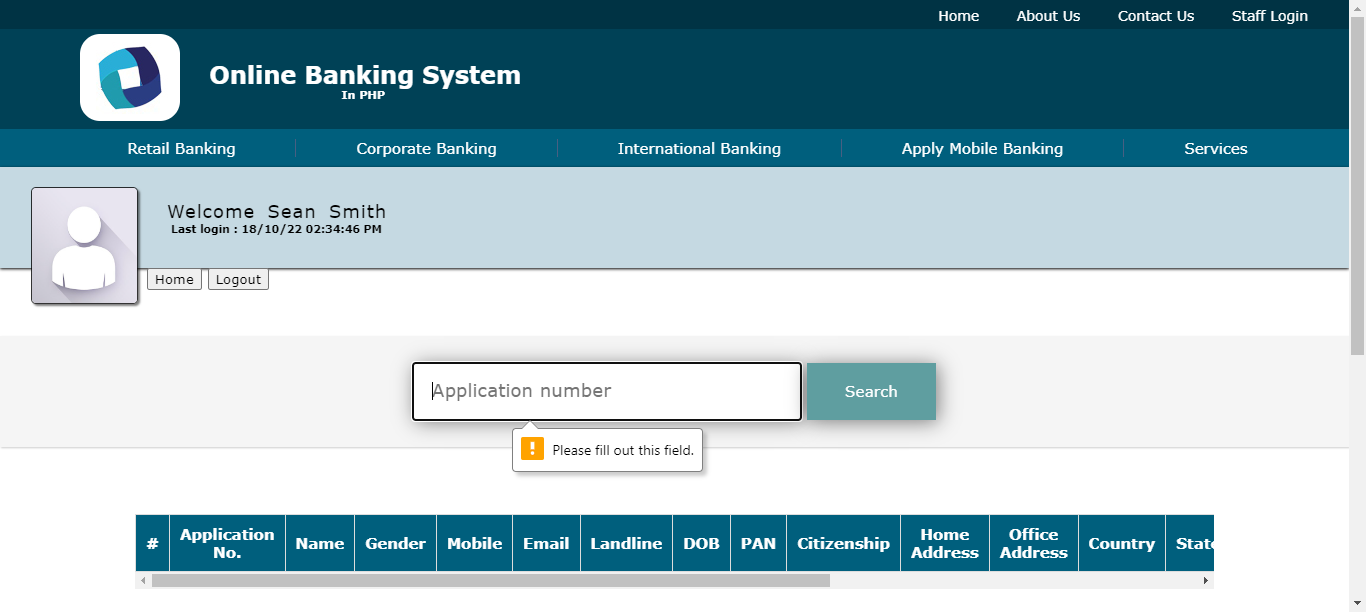 Home About Us Contact Us Staff Login
Online Banking System
In PHP
Retail Banking Corporate Banking International Banking Apply Mobile Banking Services
Welcome Sean Smith
Last login : 18/10/22 02:34:46 PM
Home Logout
Application number Search
! Please fill out this field.
# Application No. Name Gender Mobile Email Landline DOB PAN Citizenship Home Address Office Address Country State